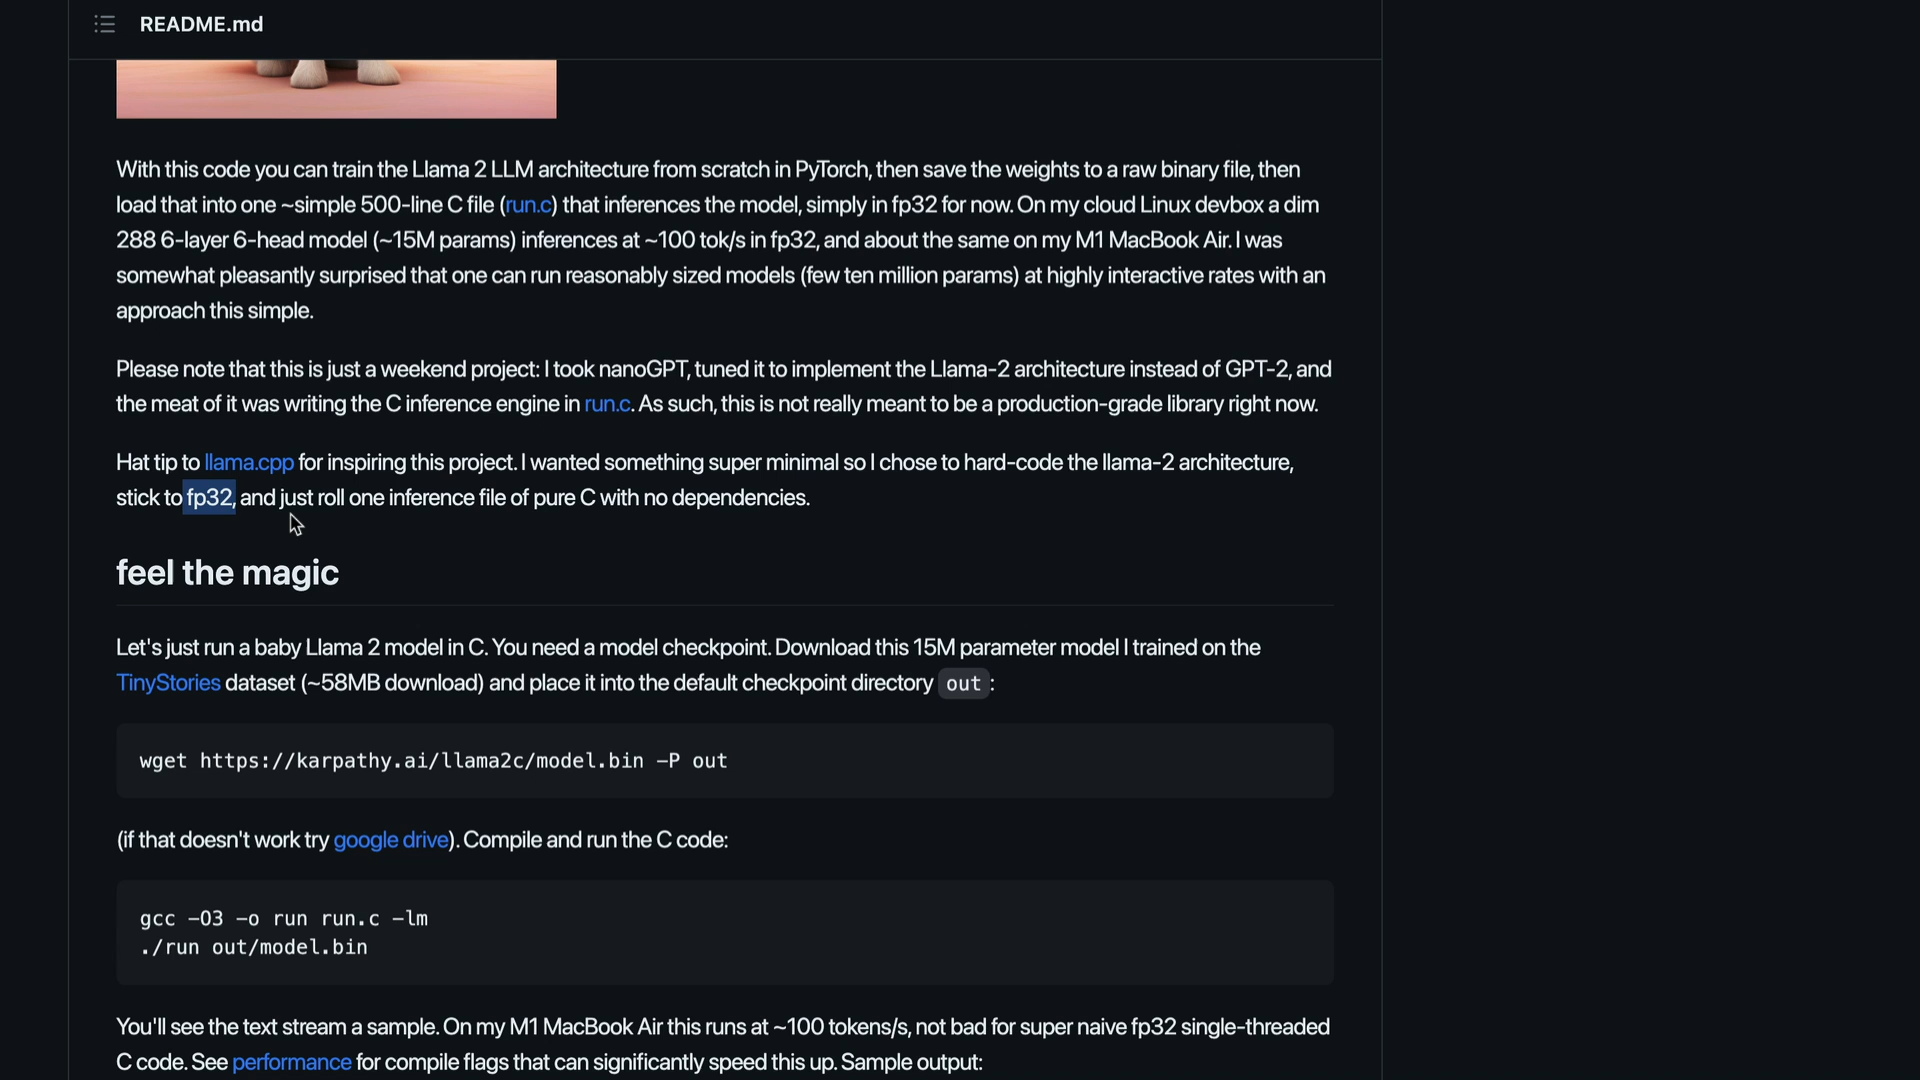 README.md
With this code you can train the Llama 2 LLM architecture from scratch in PyTorch, then save the weights to a raw binary file, then
load that into one ~simple 500-line C file (run.c) that inferences the model, simply in fp32 for now. On my cloud Linux devbox a dim
288 6-layer 6-head model (~15M params) inferences at ~100 tok/s in fp32, and about the same on my M1 MacBook Air. I was
somewhat pleasantly surprised that one can run reasonably sized models (few ten million params) at highly interactive rates with an
approach this simple.
Please note that this is just a weekend project: I took nanoGPT, tuned it to implement the Llama-2 architecture instead of GPT-2, and
the meat of it was writing the C inference engine in run.c. As such, this is not really meant to be a production-grade library right now.
Hat tip to llama.cpp for inspiring this project. I wanted something super minimal so I chose to hard-code the llama-2 architecture,
stick to fp32, and just roll one inference file of pure C with no dependencies.
feel the magic
Let's just run a baby Llama 2 model in C. You need a model checkpoint. Download this 15M parameter model I trained on the
TinyStories dataset (~58MB download) and place it into the default checkpoint directory out :
wget https://karpathy.ai/llama2c/model.bin -P out
(if that doesn't work try google drive). Compile and run the C code:
gcc -O3 -o run run.c -lm
./run out/model.bin
You'll see the text stream a sample. On my M1 MacBook Air this runs at ~100 tokens/s, not bad for super naive fp32 single-threaded
C code. See performance for compile flags that can significantly speed this up. Sample output: